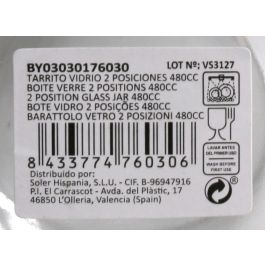 BY03030176030 LOT Nº; VS3127
TARRITO VIDRIO 2 POSICIONES 480CC
BOITE VERRE 2 POSITIONS 480CC
2 POSITION GLASS JAR 480CC
BOTE VIDRO 2 POSIÇÕES 480CC
BARATTOLO VETRO 2 POSIZIONI 480CC
8 433774 760306
LAVAR ANTES
DEL PRIMER USO
WASH BEFORE
FIRST USE
Distribuido por:
Soler Hispania, S.L.U. - CIF B-96947916
P.I. El Carrascot - Avda. del Plàstic, 17
46850 L'Olleria, Valencia (Spain)